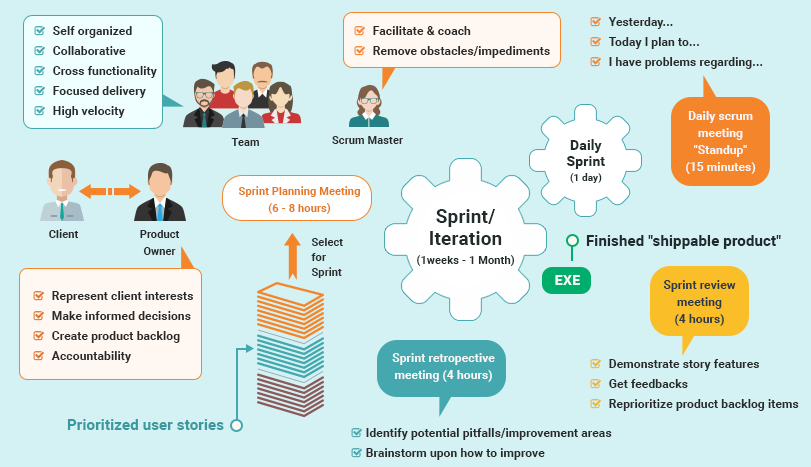 Self organized
Collaborative
Cross functionality
Focused delivery
High velocity
Team
Facilitate & coach
Remove obstacles/impediments
Scrum Master
Yesterday...
Today I plan to...
I have problems regarding...
Daily scrum
meeting
"Standup"
(15 minutes)
Daily
Sprint
(1 day)
Client
Product
Owner
Sprint Planning Meeting
(6 - 8 hours)
Select
for
Sprint
Sprint/
Iteration
(1weeks - 1 Month)
Finished "shippable product"
EXE
Represent client interests
Make informed decisions
Create product backlog
Accountability
Sprint review
meeting
(4 hours)
Sprint retropective
meeting (4 hours)
Demonstrate story features
Get feedbacks
Reprioritize product backlog items
Prioritized user stories
Identify potential pitfalls/improvement areas
Brainstorm upon how to improve